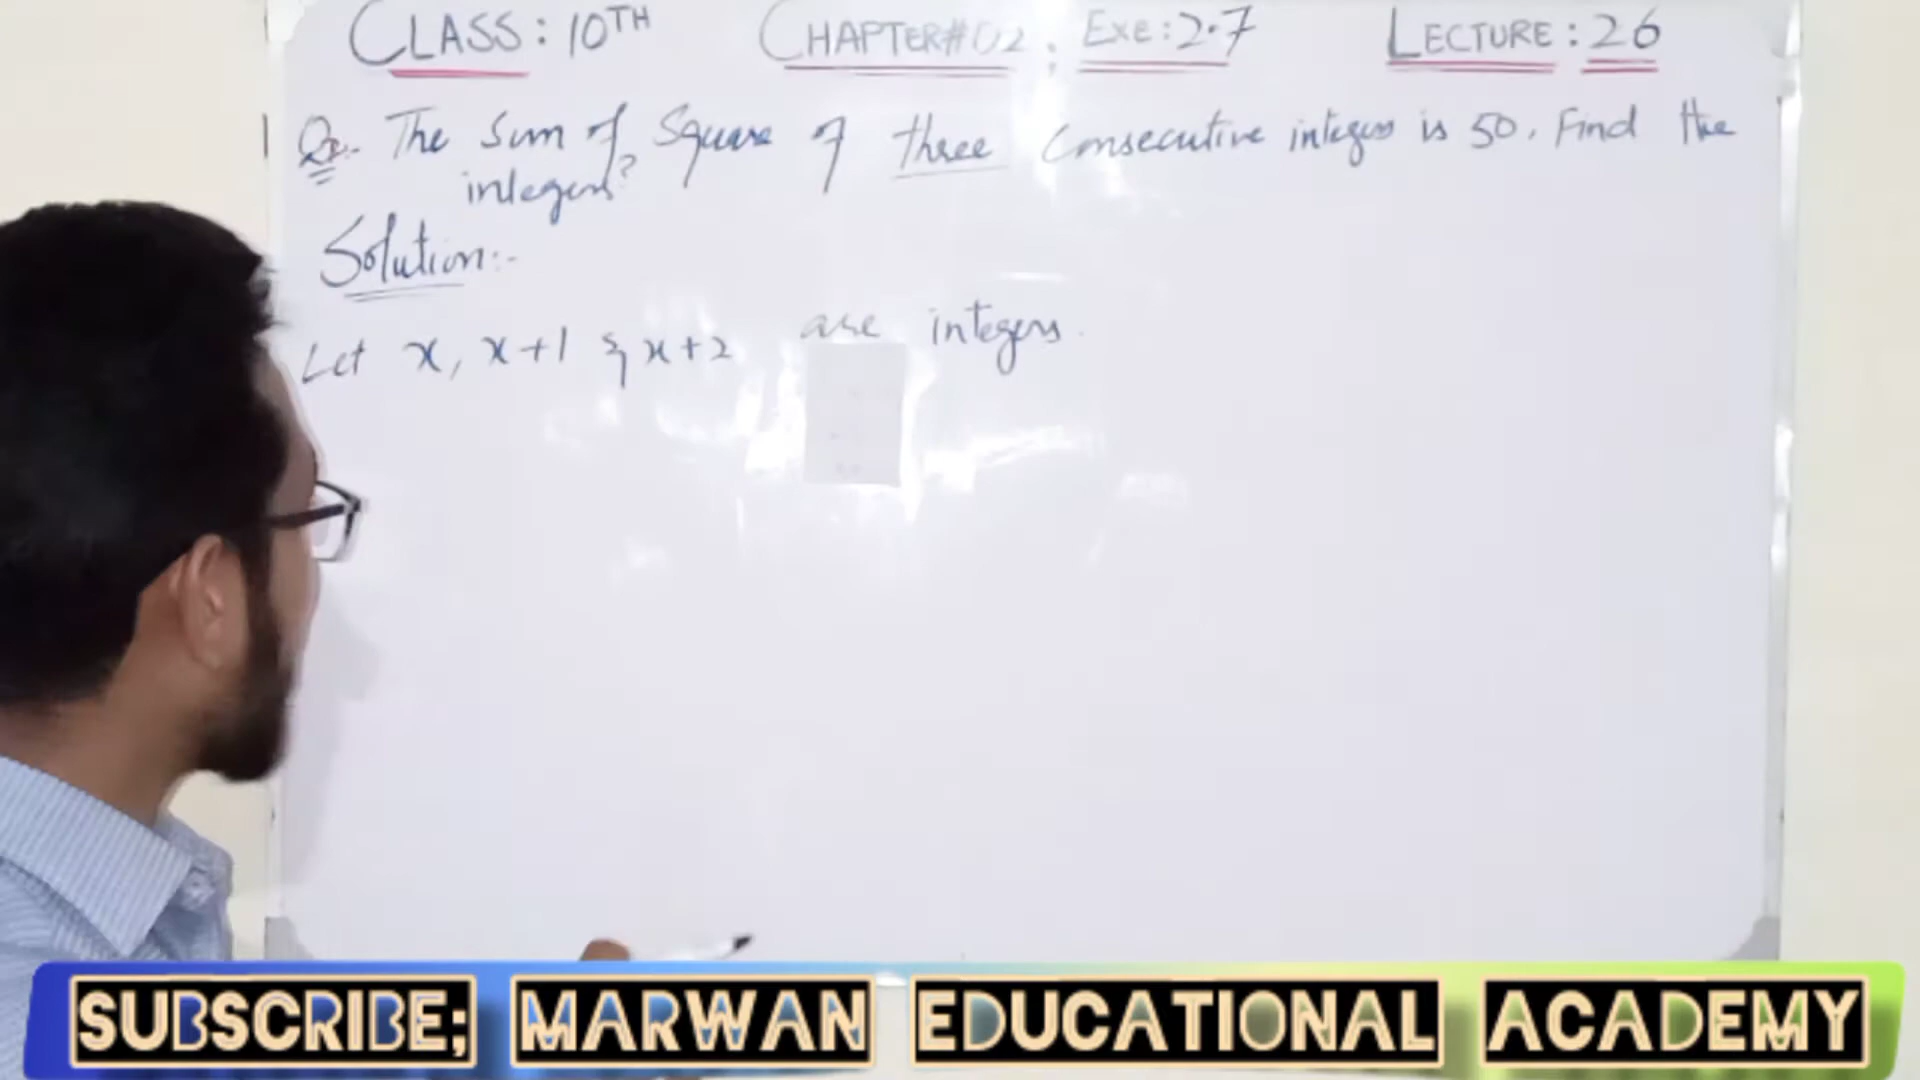 CLASS: 10TH CHAPTER#02; EXE: 2.7 LECTURE: 26
The Sum of Square of three Consecutive integers is 50. Find the
integers?
Solution:-
Let x, x+1 & x+2 are integers.
SUBSCRIBE; MARWAN EDUCATIONAL ACADEMY